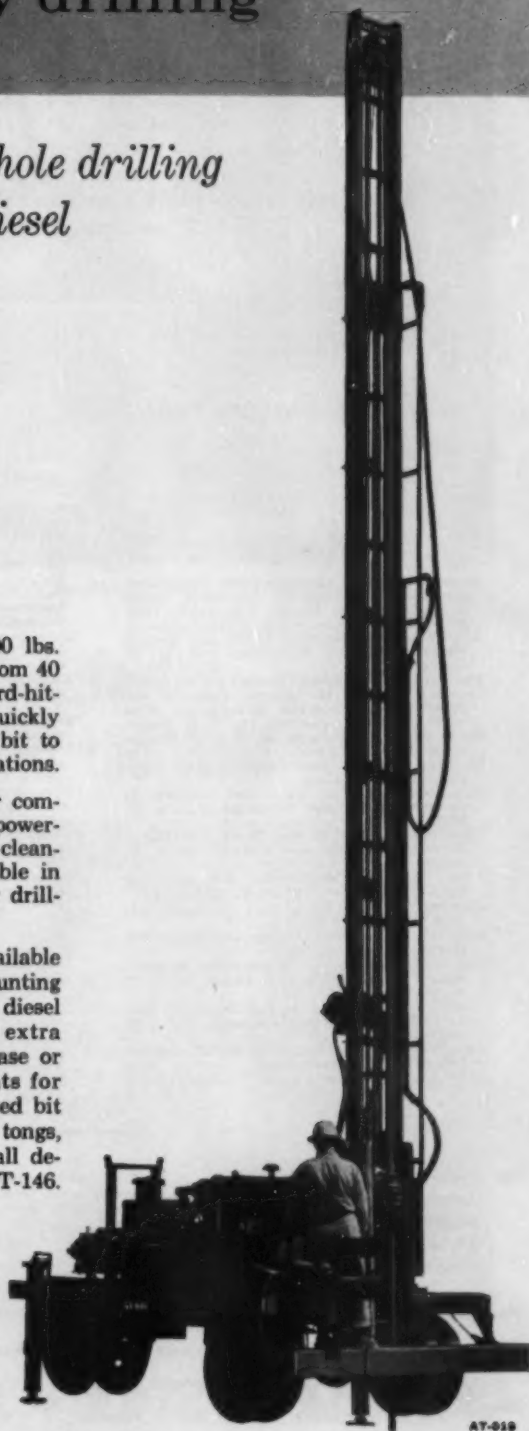 drilling
hole drilling
iesel
0 lbs.
om 40
rd-hit-
uickly
bit to
ations.
com-
power-
clean-
ble in
drill-
ailable
unting
diesel
extra
ase or
ts for
ed bit
tongs,
all de-
T-146.
AT-919